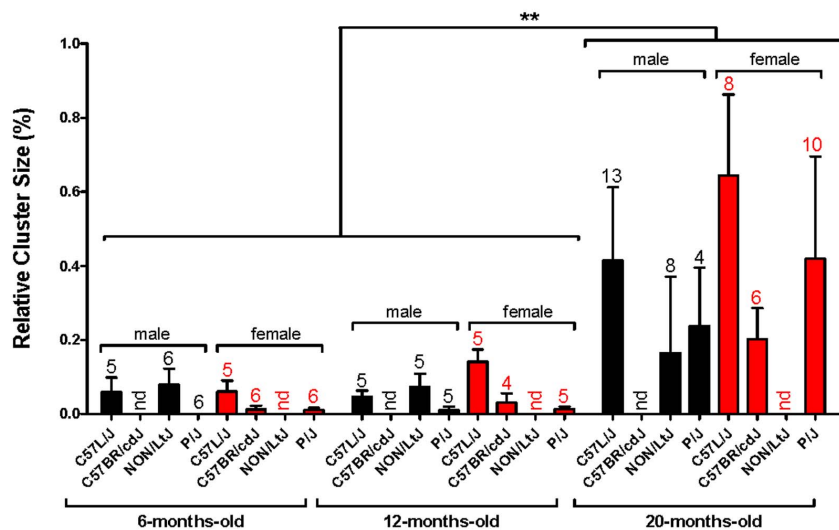 **
1.0
0.8
0.6
0.4
0.2
0.0
Relative Cluster Size (%)
male
female
5
nd
6
6
5
6
nd
6
male
female
5
nd
5
5
5
4
nd
5
male
female
13
nd
8
4
8
6
nd
10
C57L/J
C57BR/cdJ
NON/LtJ
P/J
C57L/J
C57BR/cdJ
NON/LtJ
P/J
C57L/J
C57BR/cdJ
NON/LtJ
P/J
C57L/J
C57BR/cdJ
NON/LtJ
P/J
C57L/J
C57BR/cdJ
NON/LtJ
P/J
C57L/J
C57BR/cdJ
NON/LtJ
P/J
6-months-old
12-months-old
20-months-old